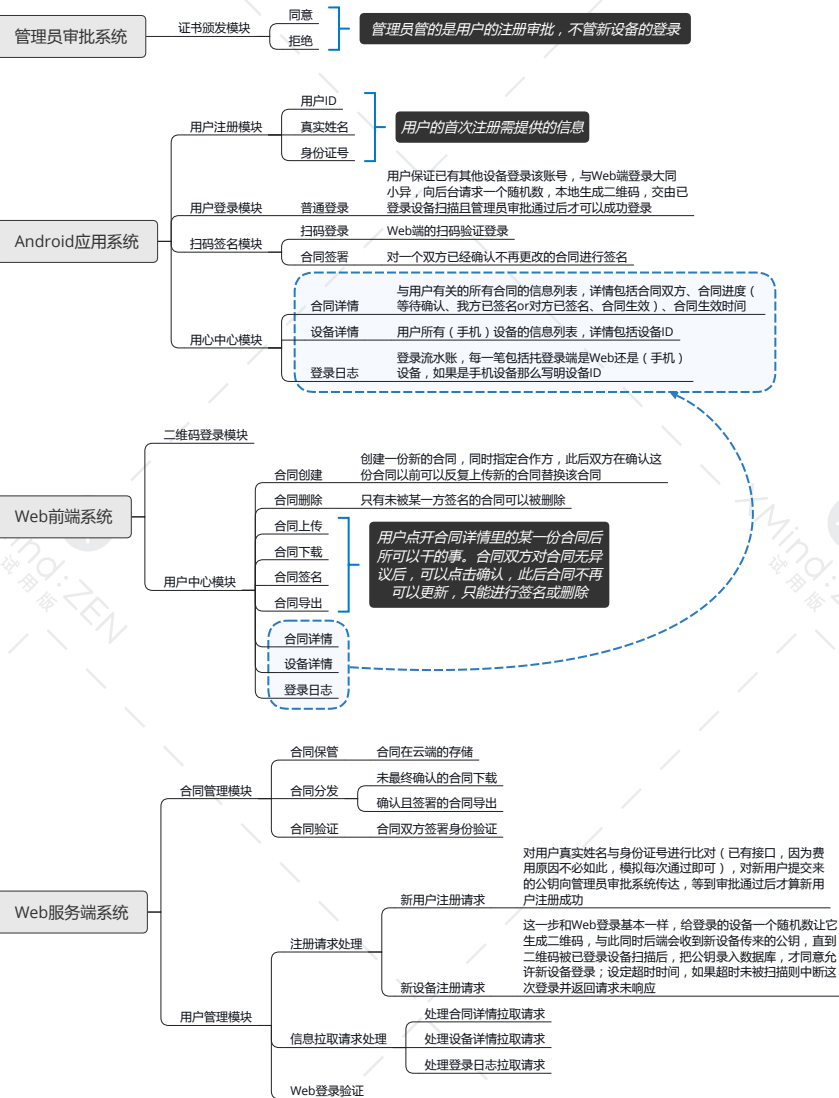 管理员审批系统
证书颁发模块
同意
拒绝
管理员管的是用户的注册审批，不管新设备的登录
Android应用系统
用户注册模块
用户ID
真实姓名
身份证号
用户的首次注册需提供的信息
用户登录模块
普通登录
用户保证已有其他设备登录该账号，与Web端登录大同
小异，向后台请求一个随机数，本地生成二维码，交由已
登录设备扫描且管理员审批通过后才可以成功登录
扫码签名模块
扫码登录
Web端的扫码验证登录
合同签署
对一个双方已经确认不再更改的合同进行签名
用心中心模块
合同详情
与用户有关的所有合同的信息列表，详情包括合同双方、合同进度（
等待确认、我方已签名or对方已签名、合同生效）、合同生效时间
设备详情
用户所有（手机）设备的信息列表，详情包括设备ID
登录日志
登录流水账，每一笔包括扥登录端是Web还是（手机）
设备，如果是手机设备那么写明设备ID
Web前端系统
二维码登录模块
用户中心模块
合同创建
创建一份新的合同，同时指定合作方，此后双方在确认这
份合同以前可以反复上传新的合同替换该合同
合同删除
只有未被某一方签名的合同可以被删除
合同上传
合同下载
合同签名
合同导出
用户点开合同详情里的某一份合同后
所可以干的事。合同双方对合同无异
议后，可以点击确认，此后合同不再
可以更新，只能进行签名或删除
合同详情
设备详情
登录日志
XMind:ZEN
试用版
Web服务端系统
合同管理模块
合同保管
合同在云端的存储
合同分发
未最终确认的合同下载
确认且签署的合同导出
合同验证
合同双方签署身份验证
用户管理模块
注册请求处理
新用户注册请求
对用户真实姓名与身份证号进行比对（已有接口，因为费
用原因不必如此，模拟每次通过即可），对新用户提交来
的公钥向管理员审批系统传达，等到审批通过后才算新用
户注册成功
新设备注册请求
这一步和Web登录基本一样，给登录的设备一个随机数让它
生成二维码，与此同时后端会收到新设备传来的公钥，直到
二维码被已登录设备扫描后，把公钥录入数据库，才同意允
许新设备登录；设定超时时间，如果超时未被扫描则中断这
次登录并返回请求未响应
信息拉取请求处理
处理合同详情拉取请求
处理设备详情拉取请求
处理登录日志拉取请求
Web登录验证